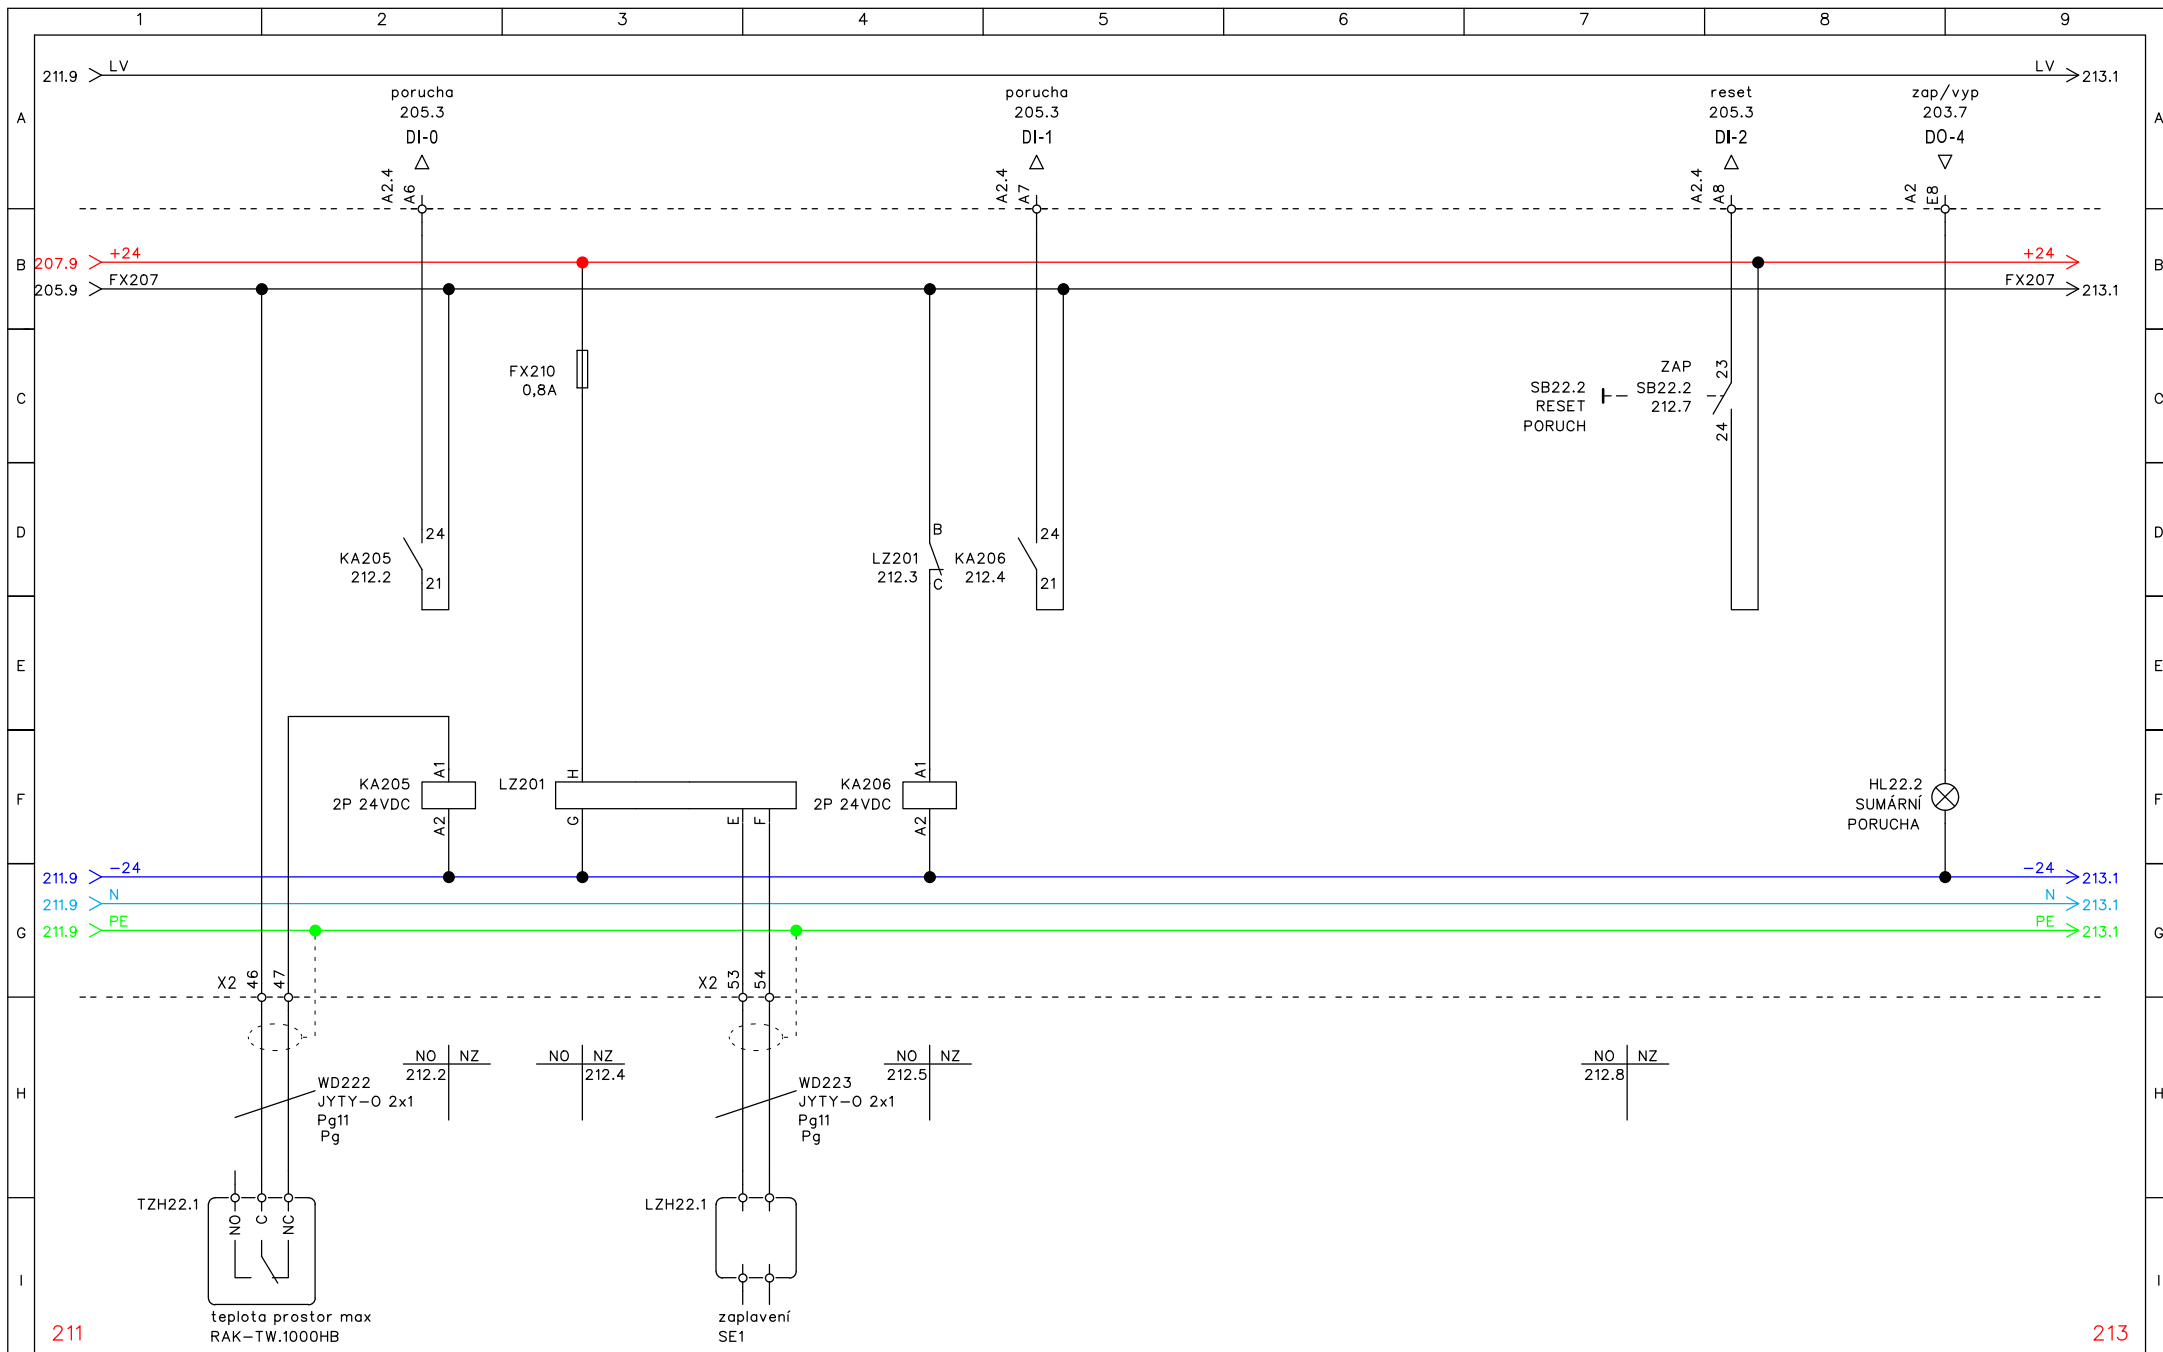 1 2 3 4 5 6 7 8 9
211.9 LV LV 213.1
porucha
205.3
DI-0
A2.4
A6
porucha
205.3
DI-1
A2.4
A7
reset
205.3
DI-2
A2.4
A8
zap/vyp
203.7
DO-4
A2
E8
A A
B B
207.9 +24 +24
205.9 FX207 FX207 213.1
C C
FX210
0,8A
SB22.2
RESET
PORUCH
ZAP
SB22.2
212.7
23
24
D D
KA205
212.2
24
21
LZ201
212.3
B
C
KA206
212.4
24
21
E E
F F
KA205
2P 24VDC
A1
A2
LZ201
H
G
E
F
KA206
2P 24VDC
A1
A2
HL22.2
SUMÁRNÍ
PORUCHA
211.9 -24 -24 213.1
211.9 N N 213.1
211.9 PE PE 213.1
G G
X2 46 47
X2 53 54
H H
NO NZ
212.2
NO NZ
212.4
NO NZ
212.5
NO NZ
212.8
WD222
JYTY-O 2x1
Pg11
Pg
WD223
JYTY-O 2x1
Pg11
Pg
TZH22.1
NO C NC
LZH22.1
I I
teplota prostor max
RAK-TW.1000HB
zaplavení
SE1
211 213